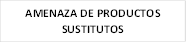 AMENAZA DE PRODUCTOS
SUSTITUTOS